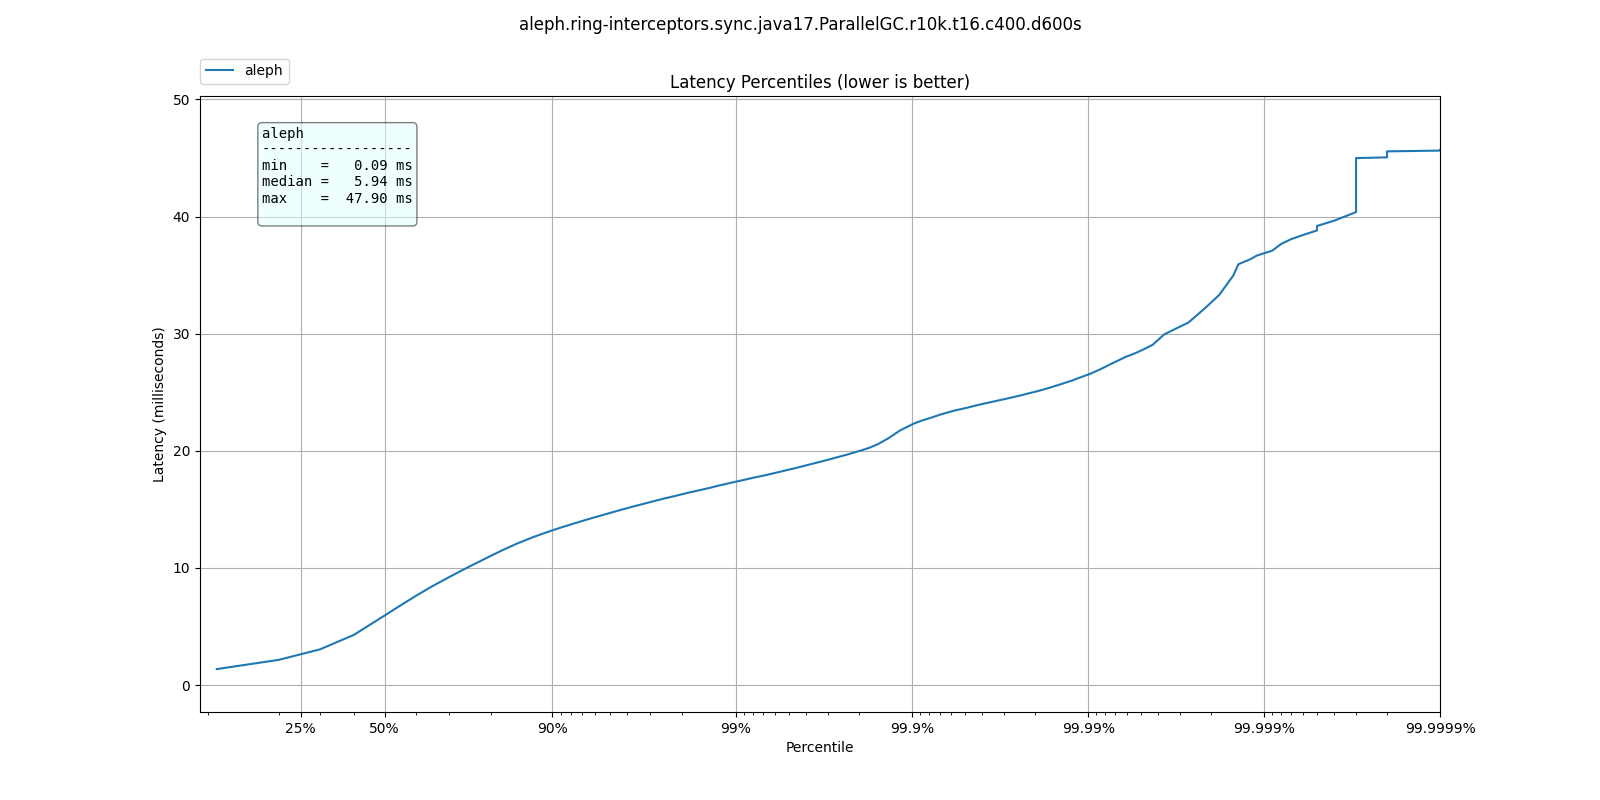 aleph.ring-interceptors.sync.java17.ParallelGC.r10k.t16.c400.d600s
aleph
Latency Percentiles (lower is better)
aleph
------------------
min    =   0.09 ms
median =   5.94 ms
max    =  47.90 ms
50
40
30
20
10
0
Latency (milliseconds)
25% 50% 90% 99% 99.9% 99.99% 99.999% 99.9999%
Percentile